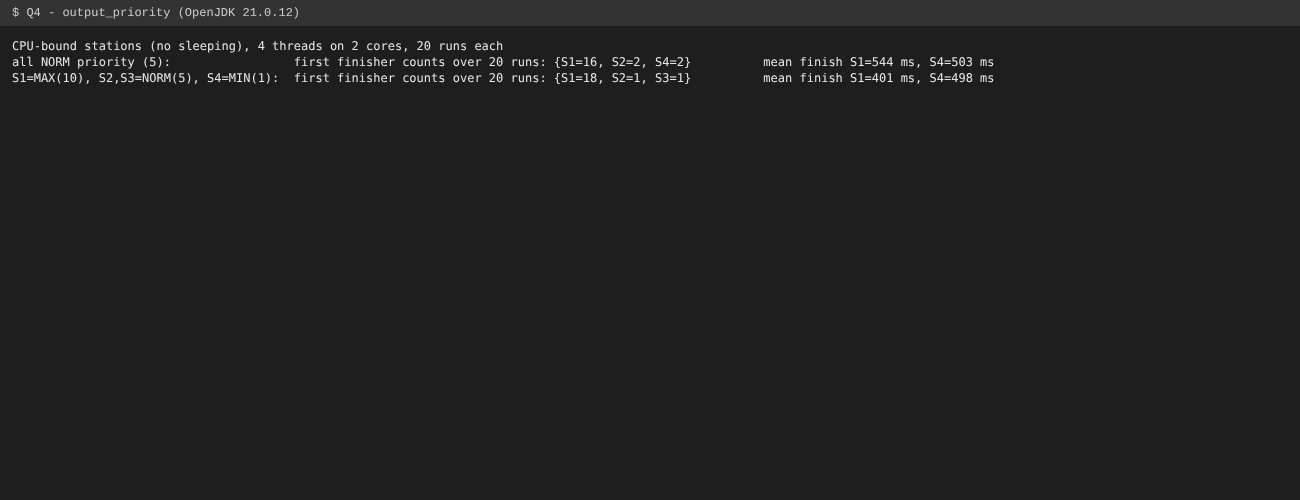 $ Q4 - output_priority (OpenJDK 21.0.12)
CPU-bound stations (no sleeping), 4 threads on 2 cores, 20 runs each
all NORM priority (5):                 first finisher counts over 20 runs: {S1=16, S2=2, S4=2}          mean finish S1=544 ms, S4=503 ms
S1=MAX(10), S2,S3=NORM(5), S4=MIN(1):  first finisher counts over 20 runs: {S1=18, S2=1, S3=1}          mean finish S1=401 ms, S4=498 ms